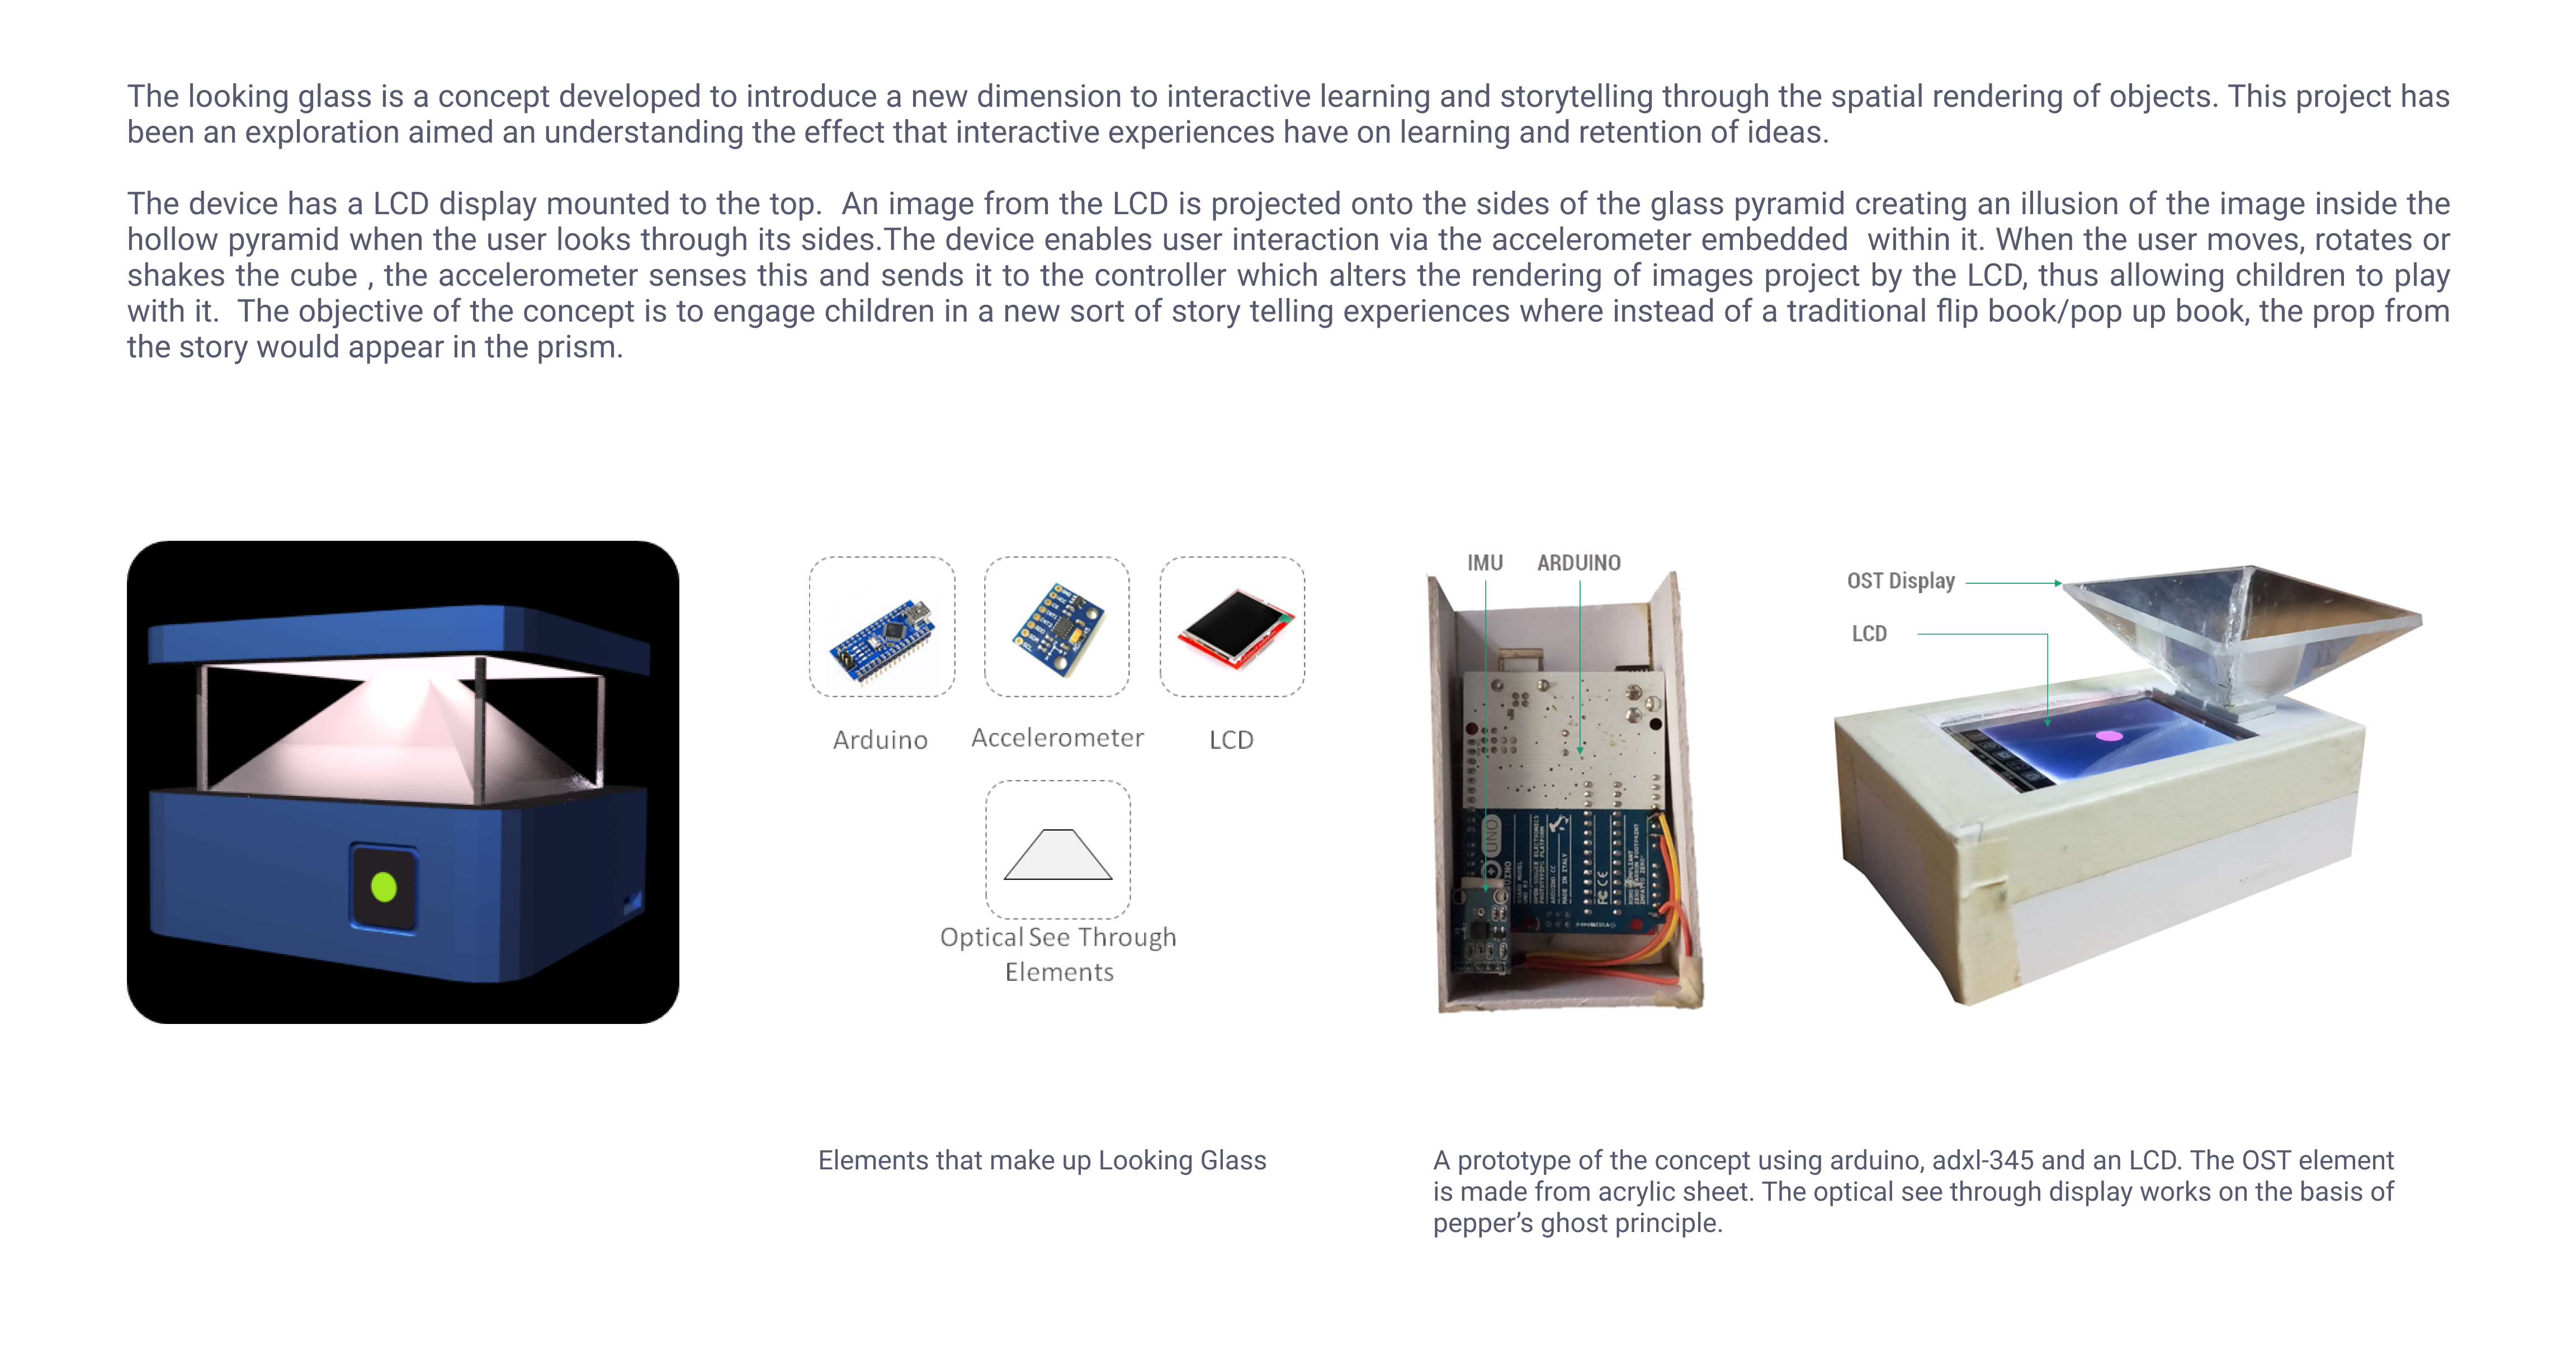 The looking glass is a concept developed to introduce a new dimension to interactive learning and storytelling through the spatial rendering of objects. This project has
been an exploration aimed an understanding the effect that interactive experiences have on learning and retention of ideas.
The device has a LCD display mounted to the top.  An image from the LCD is projected onto the sides of the glass pyramid creating an illusion of the image inside the
hollow pyramid when the user looks through its sides.The device enables user interaction via the accelerometer embedded  within it. When the user moves, rotates or
shakes the cube , the accelerometer senses this and sends it to the controller which alters the rendering of images project by the LCD, thus allowing children to play
with it.  The objective of the concept is to engage children in a new sort of story telling experiences where instead of a traditional flip book/pop up book, the prop from
the story would appear in the prism.
Arduino
Accelerometer
LCD
Optical See Through
Elements
IMU
ARDUINO
UNO
MADE IN ITALY
OST Display
LCD
Elements that make up Looking Glass
A prototype of the concept using arduino, adxl-345 and an LCD. The OST element
is made from acrylic sheet. The optical see through display works on the basis of
pepper’s ghost principle.